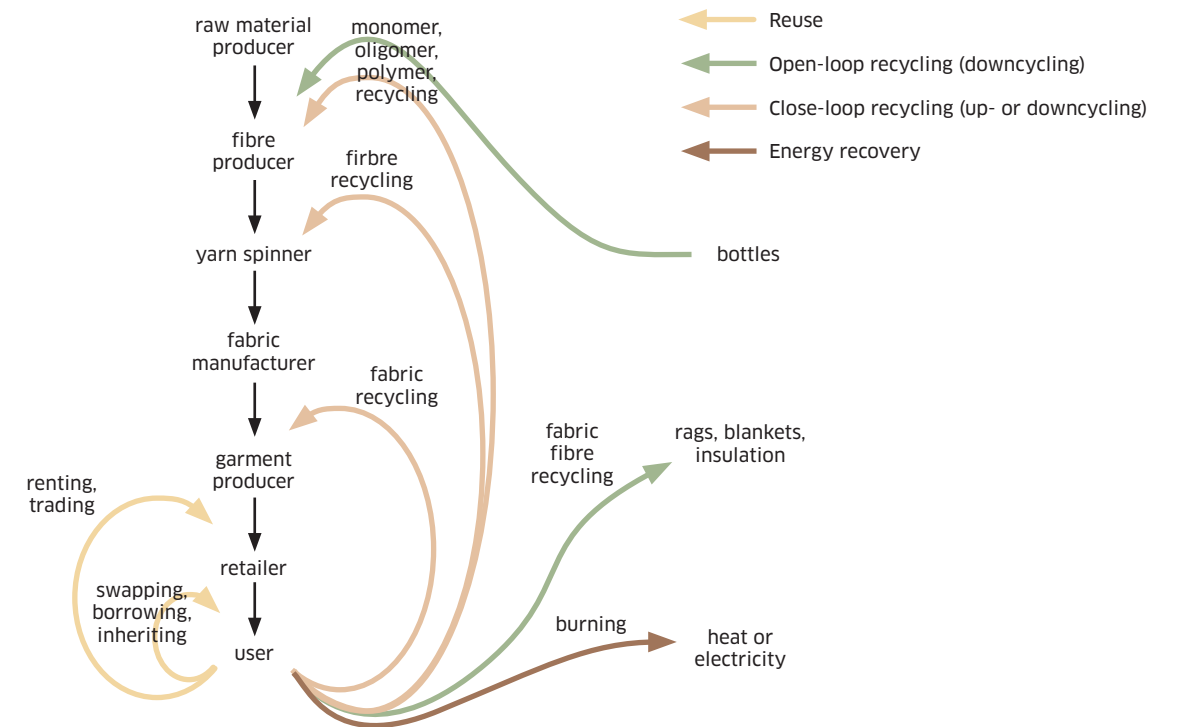 raw material
producer
monomer,
oligomer,
polymer,
recycling
fibre
producer
firbre
recycling
yarn spinner
fabric
manufacturer
fabric
recycling
garment
producer
renting,
trading
retailer
swapping,
borrowing,
inheriting
user
Reuse
Open-loop recycling (downcycling)
Close-loop recycling (up- or downcycling)
Energy recovery
bottles
fabric
fibre
recycling
rags, blankets,
insulation
burning
heat or
electricity